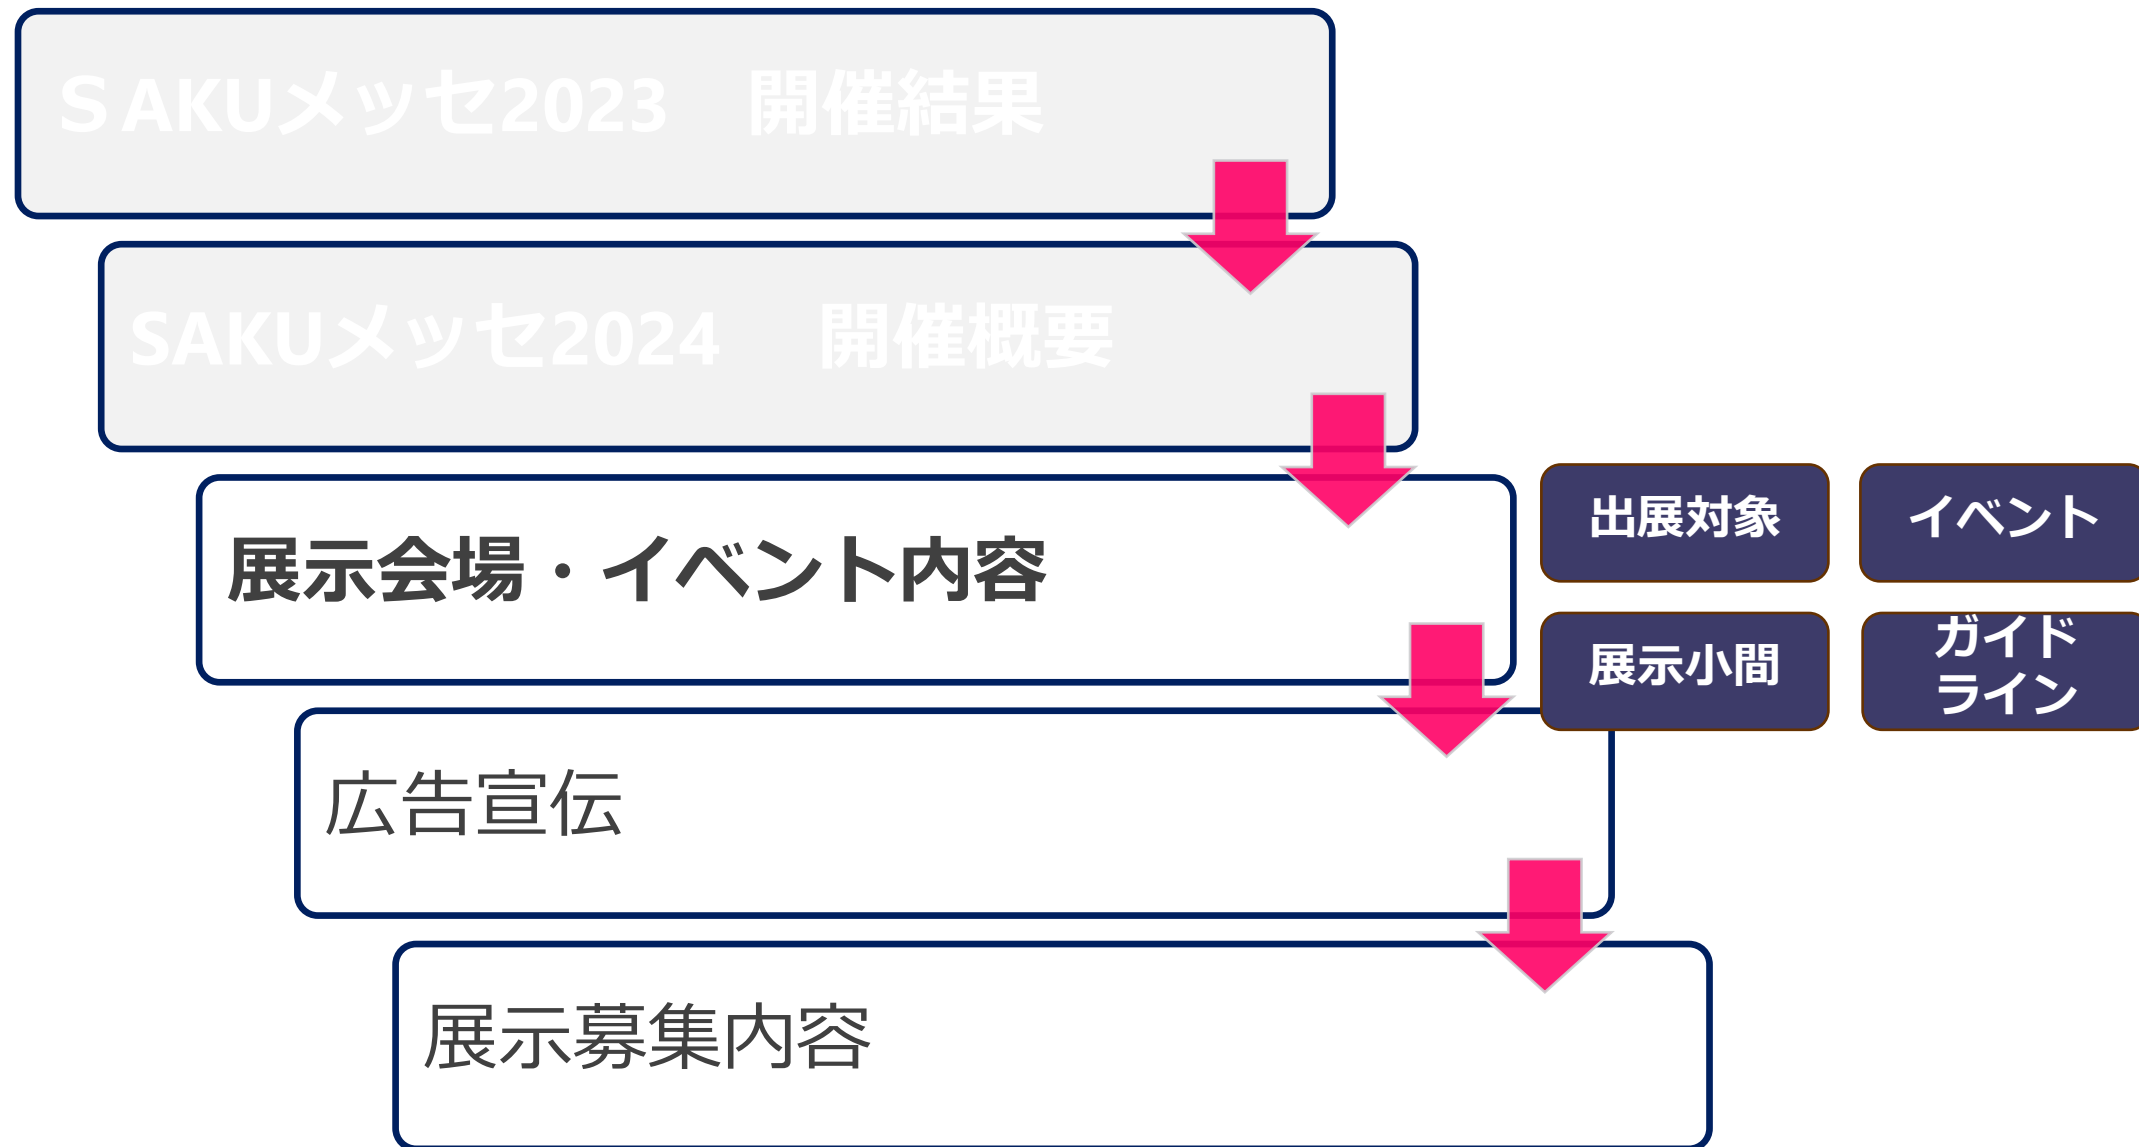 ＳAKUメッセ2023　開催結果
SAKUメッセ2024　 開催概要
展示会場・イベント内容
出展対象
イベント
展示小間
ガイド
ライン
広告宣伝
展示募集内容